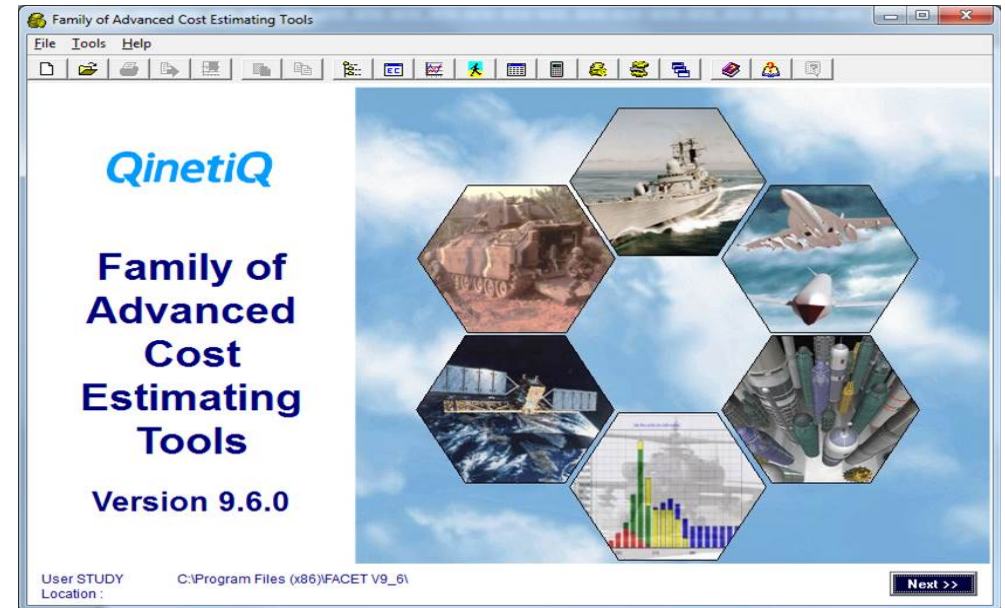 Family of Advanced Cost Estimating Tools
File Tools Help
QinetiQ
Family of
Advanced
Cost
Estimating
Tools
Version 9.6.0
User STUDY C:\Program Files (x86)\FACET V9_6\
Location :
Next >>